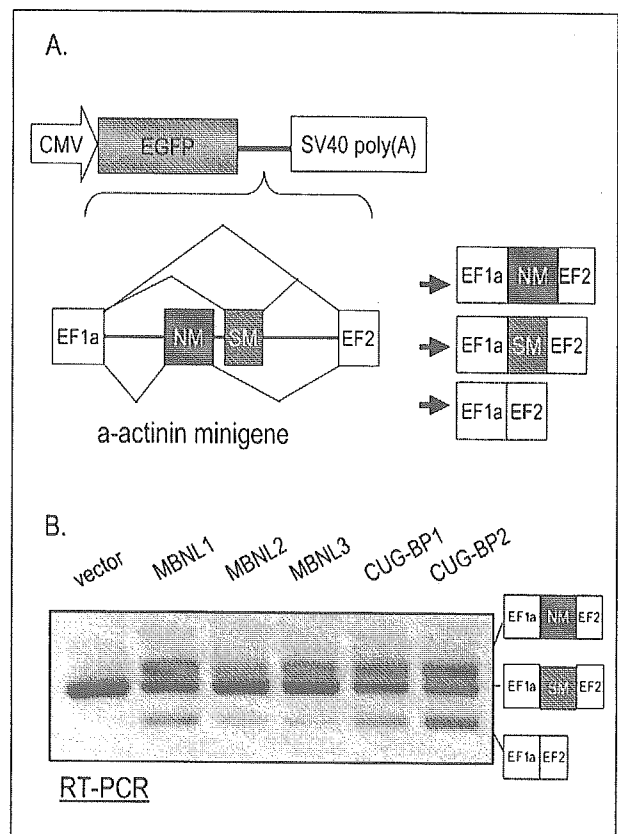 A.
CMV EGFP SV40 poly(A)
EF1a NM SM EF2
EF1a NM EF2
EF1a SM EF2
EF1a EF2
a-actinin minigene
B.
vector MBNL1 MBNL2 MBNL3 CUG-BP1 CUG-BP2
EF1a NM EF2
EF1a SM EF2
EF1a EF2
RT-PCR